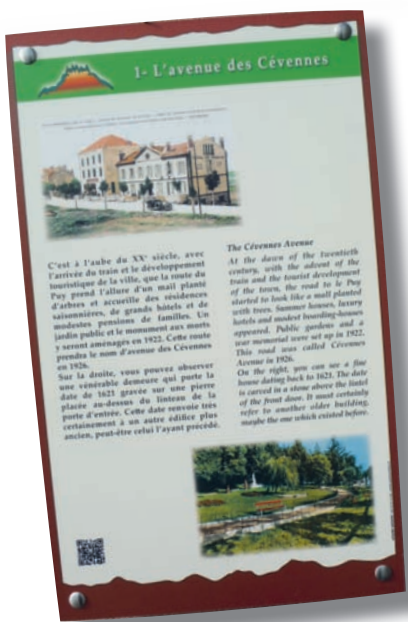 1- L'avenue des Cévennes
C'est à l'aube du XXe siècle, avec
l'arrivée du train et le développement
touristique de la ville, que la route du
Puy prend l'allure d'un mail planté
d'arbres et accueille des résidences
saisonnières, de grands hôtels et de
modestes pensions de familles. Un
jardin public et le monument aux morts
y seront aménagés en 1922. Cette route
prendra le nom d'avenue des Cévennes
en 1926.
Sur la droite, vous pouvez observer
une vénérable demeure qui porte la
date de 1621 gravée sur une pierre
placée au-dessus du linteau de la
porte d'entrée. Cette date renvoie très
certainement à un autre édifice plus
ancien, peut-être celui l'ayant précédé.
The Cévennes Avenue
At the dawn of the twentieth
century, with the advent of the
train and the tourist development
of the town, the road to le Puy
started to look like a mall planted
with trees. Summer houses, luxury
hotels and modest boarding-houses
appeared. Public gardens and a
war memorial were set up in 1922.
This road was called Cévennes
Avenue in 1926.
On the right, you can see a fine
house dating back to 1621. The date
is carved in a stone above the lintel
of the front door. It must certainly
refer to another older building,
maybe the one which existed before.